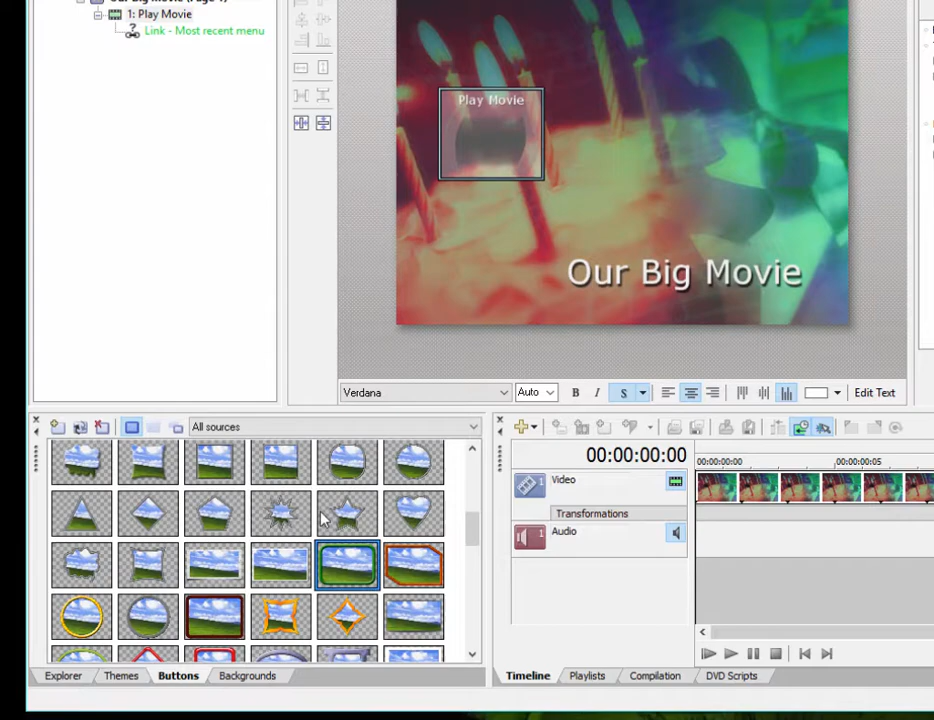 1: Play Movie
Link - Most recent menu
Play Movie
Our Big Movie
Verdana
Auto
B
I
S
Edit Text
All sources
00:00:00:00
00:00:00:00
00:00:00:05
1
Video
Transformations
1
Audio
Explorer
Themes
Buttons
Backgrounds
Timeline
Playlists
Compilation
DVD Scripts